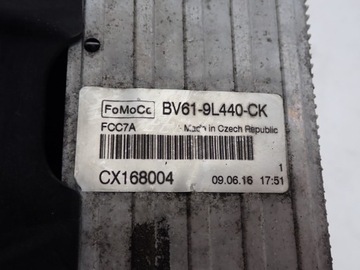 FoMoCo BV61-9L440-CK
FCC7A Made in Czech Republic
1
CX168004 09.06.16 17:51